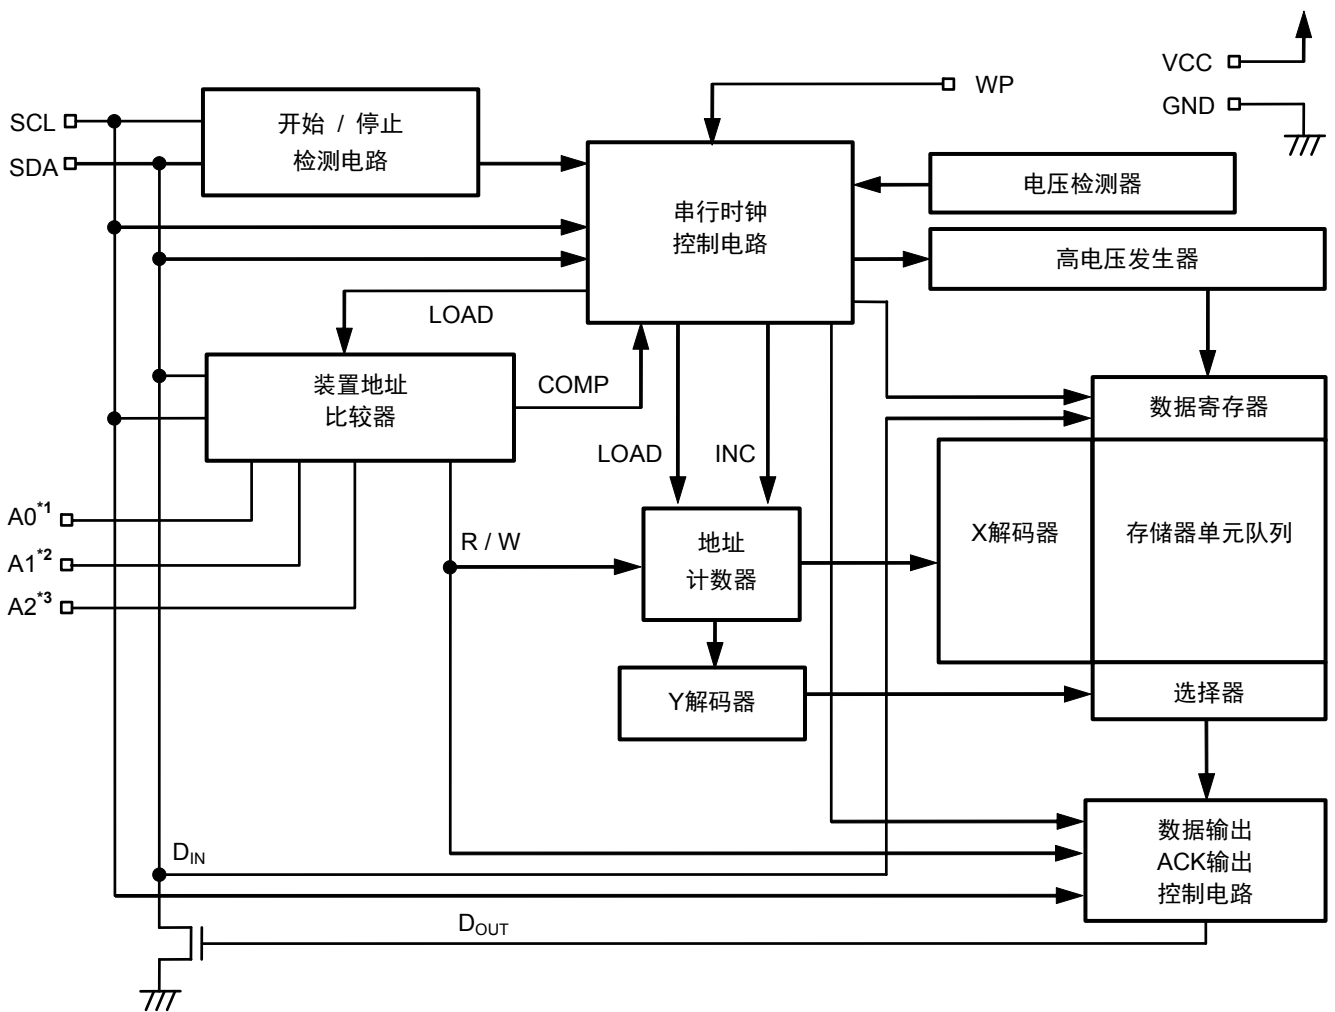 WP
VCC
GND
SCL
SDA
开始 / 停止
检测电路
串行时钟
控制电路
电压检测器
高电压发生器
LOAD
装置地址
比较器
COMP
LOAD
INC
数据寄存器
A0*1
A1*2
A2*3
R / W
地址
计数器
X解码器
存储器单元队列
Y解码器
选择器
数据输出
ACK输出
控制电路
DIN
DOUT